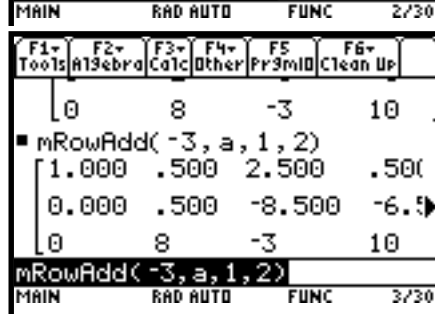 MAIN RAD AUTO FUNC 2/30
F1 F2 F3 F4 F5 F6
Tools Algebra Calc Other PrgmIO Clean Up
0 8 -3 10
mRowAdd(-3,a,1,2)
1.000 .500 2.500 .50
0.000 .500 -8.500 -6.5
0 8 -3 10
mRowAdd(-3,a,1,2)
MAIN RAD AUTO FUNC 3/30